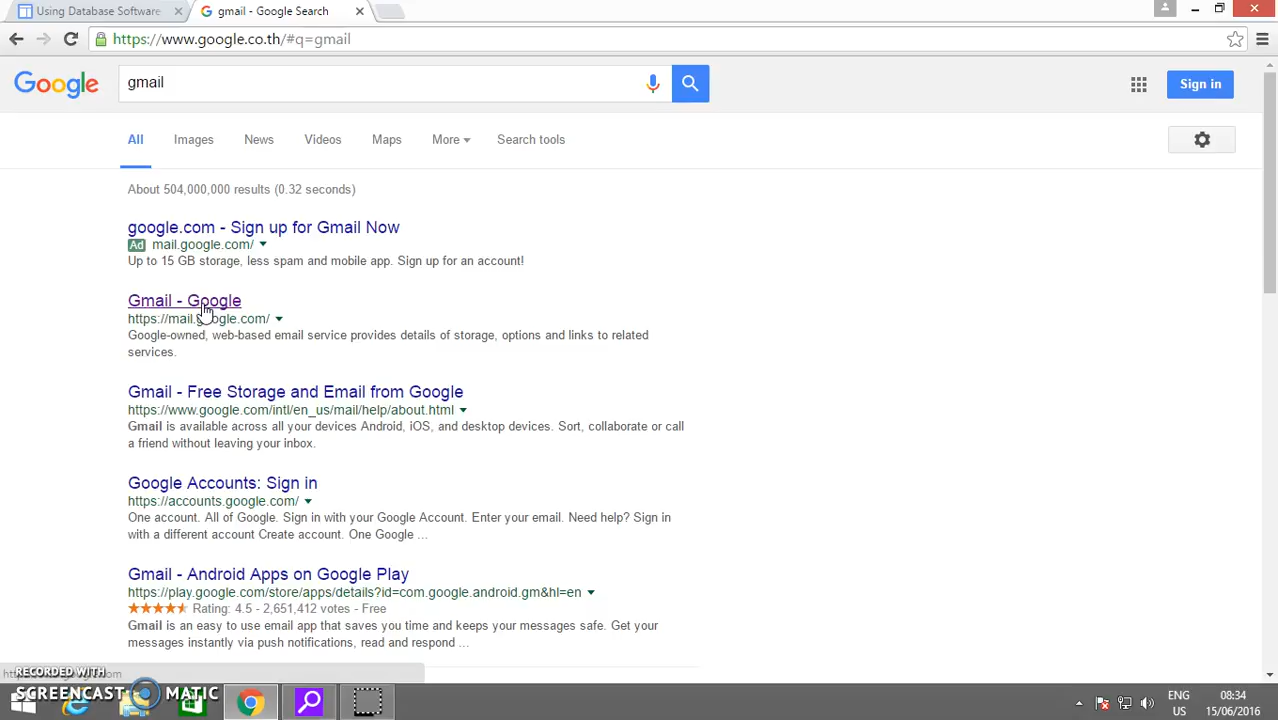 Using Database Software
gmail - Google Search
https://www.google.co.th/#q=gmail
Google
gmail
Sign in
All Images News Videos Maps More Search tools
About 504,000,000 results (0.32 seconds)
google.com - Sign up for Gmail Now
Ad mail.google.com/
Up to 15 GB storage, less spam and mobile app. Sign up for an account!
Gmail - Google
https://mail.google.com/
Google-owned, web-based email service provides details of storage, options and links to related
services.
Gmail - Free Storage and Email from Google
https://www.google.com/intl/en_us/mail/help/about.html
Gmail is available across all your devices Android, iOS, and desktop devices. Sort, collaborate or call
a friend without leaving your inbox.
Google Accounts: Sign in
https://accounts.google.com/
One account. All of Google. Sign in with your Google Account. Enter your email. Need help? Sign in
with a different account Create account. One Google ...
Gmail - Android Apps on Google Play
https://play.google.com/store/apps/details?id=com.google.android.gm&hl=en
Rating: 4.5 - 2,651,412 votes - Free
Gmail is an easy to use email app that saves you time and keeps your messages safe. Get your
messages instantly via push notifications, read and respond ...
RECORDED WITH
SCREENCAST MATIC
ENG
US
08:34
15/06/2016